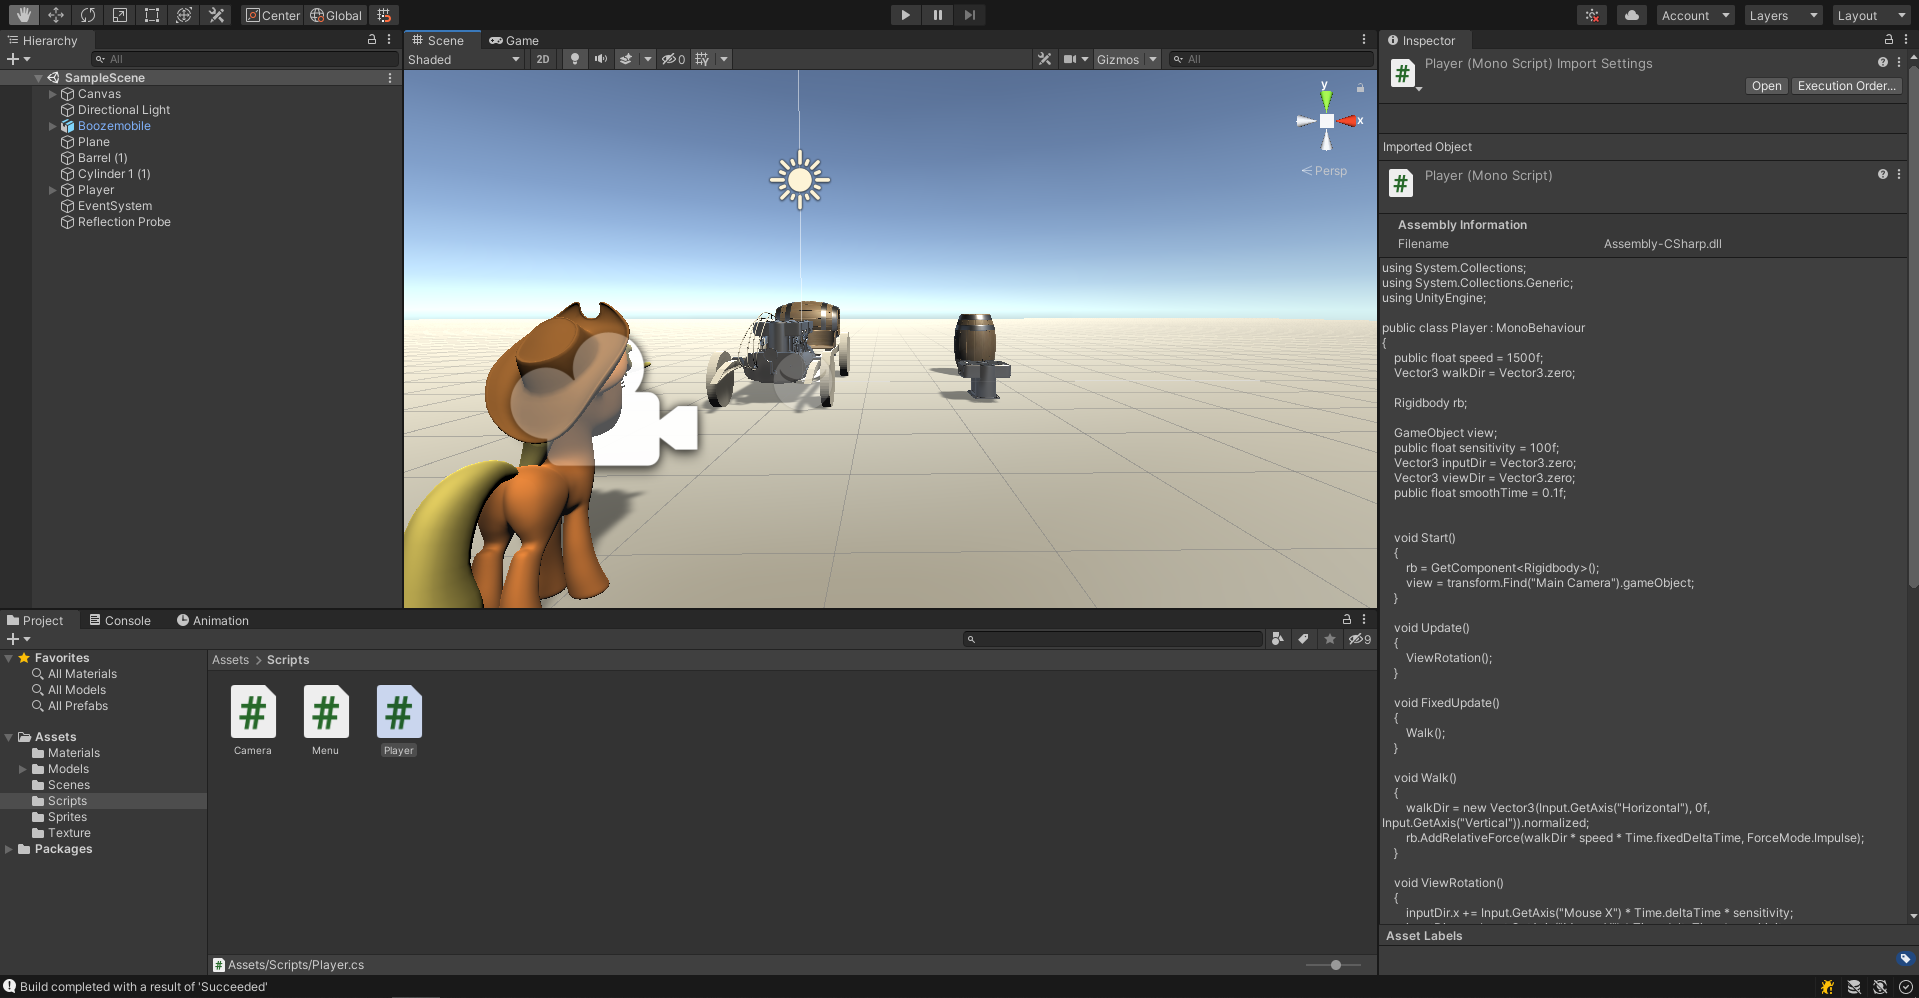 Center
Global
Account
Layers
Layout
Hierarchy
All
SampleScene
Canvas
Directional Light
Boozemobile
Plane
Barrel (1)
Cylinder 1 (1)
Player
EventSystem
Reflection Probe
Scene
Game
Shaded
2D
0
Gizmos
All
y
x
Persp
Inspector
Player (Mono Script) Import Settings
Open
Execution Order...
Imported Object
Player (Mono Script)
Assembly Information
Filename
Assembly-CSharp.dll
using System.Collections;
using System.Collections.Generic;
using UnityEngine;
public class Player : MonoBehaviour
{
public float speed = 1500f;
Vector3 walkDir = Vector3.zero;
Rigidbody rb;
GameObject view;
public float sensitivity = 100f;
Vector3 inputDir = Vector3.zero;
Vector3 viewDir = Vector3.zero;
public float smoothTime = 0.1f;
void Start()
{
rb = GetComponent<Rigidbody>();
view = transform.Find("Main Camera").gameObject;
}
void Update()
{
ViewRotation();
}
void FixedUpdate()
{
Walk();
}
void Walk()
{
walkDir = new Vector3(Input.GetAxis("Horizontal"), 0f,
Input.GetAxis("Vertical")).normalized;
rb.AddRelativeForce(walkDir * speed * Time.fixedDeltaTime, ForceMode.Impulse);
}
void ViewRotation()
{
inputDir.x += Input.GetAxis("Mouse X") * Time.deltaTime * sensitivity;
Asset Labels
Project
Console
Animation
9
Favorites
All Materials
All Models
All Prefabs
Assets
Materials
Models
Scenes
Scripts
Sprites
Texture
Packages
Assets > Scripts
Camera
Menu
Player
Assets/Scripts/Player.cs
Build completed with a result of 'Succeeded'